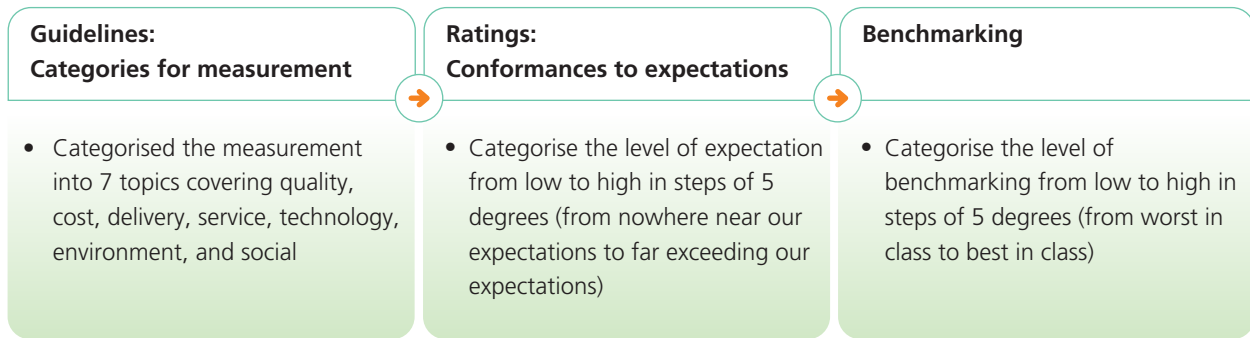 Guidelines:
Categories for measurement
• Categorised the measurement
into 7 topics covering quality,
cost, delivery, service, technology,
environment, and social
Ratings:
Conformances to expectations
• Categorise the level of expectation
from low to high in steps of 5
degrees (from nowhere near our
expectations to far exceeding our
expectations)
Benchmarking
• Categorise the level of
benchmarking from low to high in
steps of 5 degrees (from worst in
class to best in class)